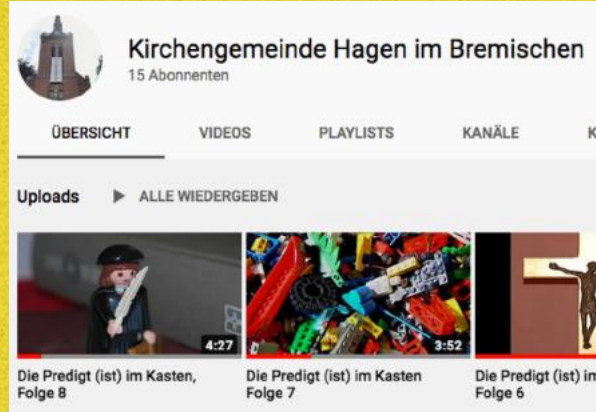 Kirchengemeinde Hagen im Bremischen
15 Abonnenten
ÜBERSICHT VIDEOS PLAYLISTS KANÄLE K
Uploads ALLE WIEDERGEBEN
4:27 3:52
Die Predigt (ist) im Kasten, Die Predigt (ist) im Kasten Die Predigt (ist) im
Folge 8 Folge 7 Folge 6